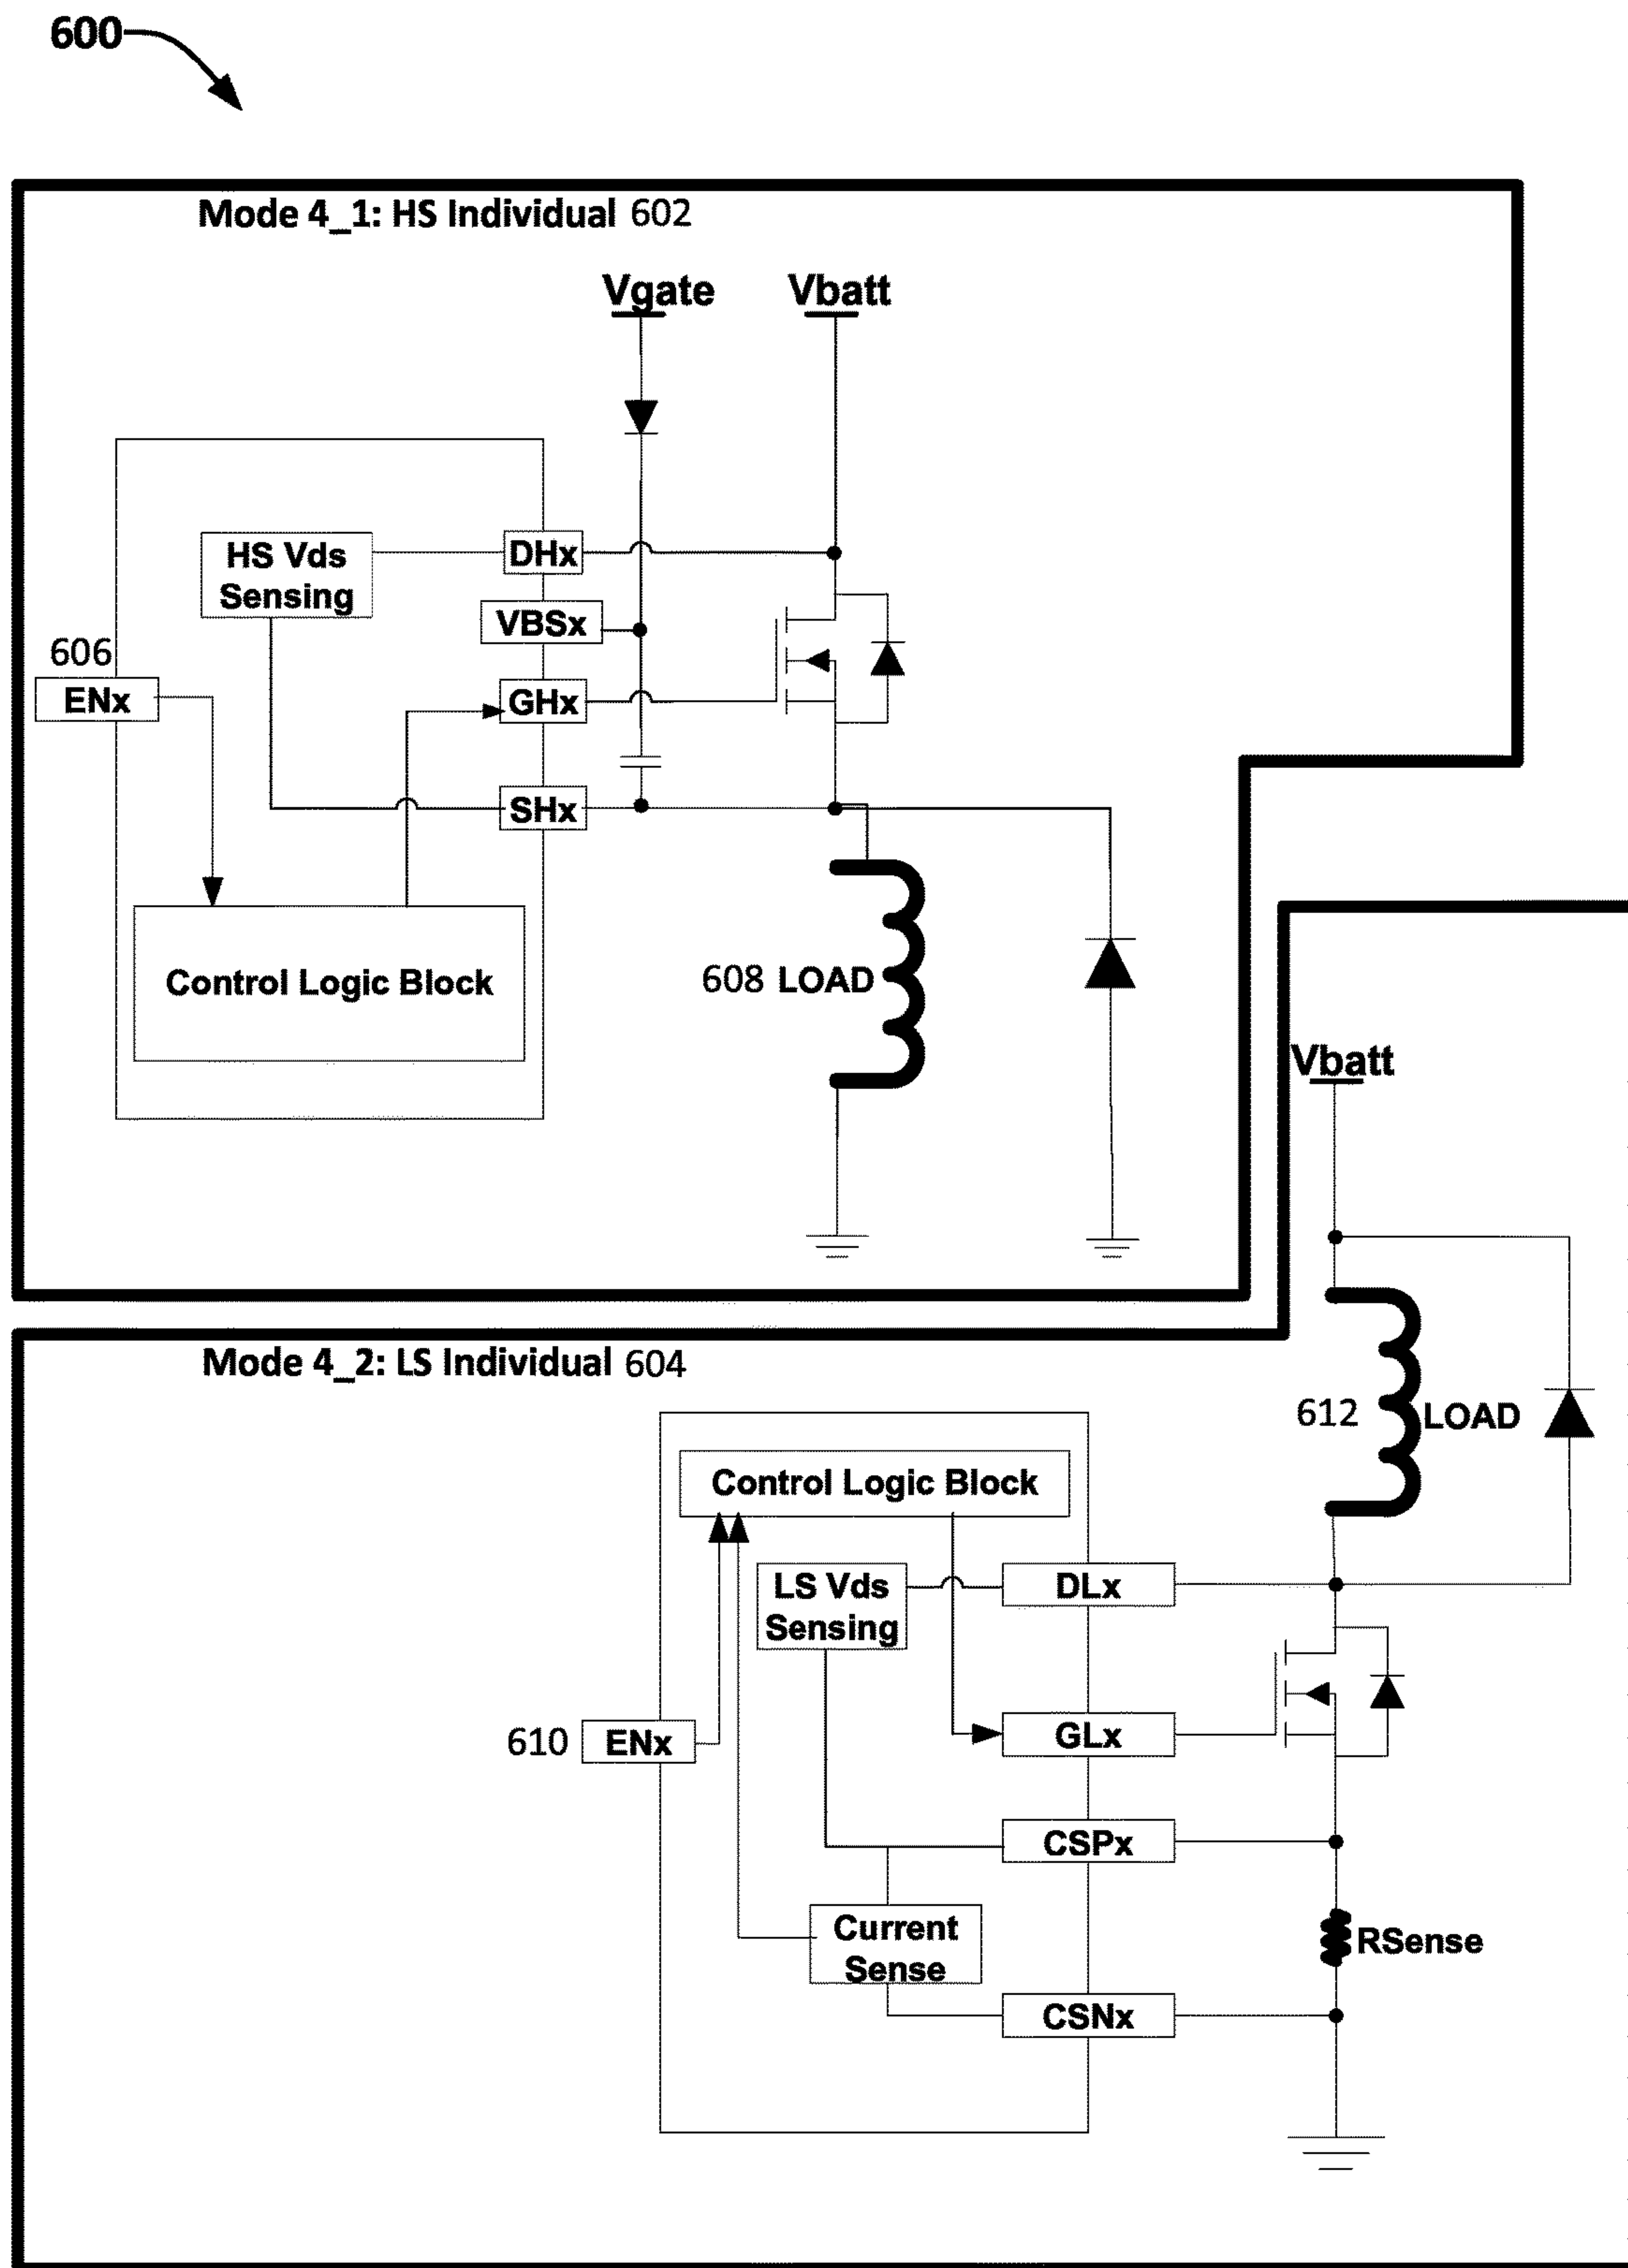 600
Mode 4_1: HS Individual 602
Vgate
Vbatt
HS Vds
Sensing
DHx
VBSx
606
ENx
GHx
SHx
Control Logic Block
608 LOAD
Vbatt
Mode 4_2: LS Individual 604
612 LOAD
Control Logic Block
LS Vds
Sensing
DLx
610 ENx
GLx
CSPx
Current
Sense
RSense
CSNx